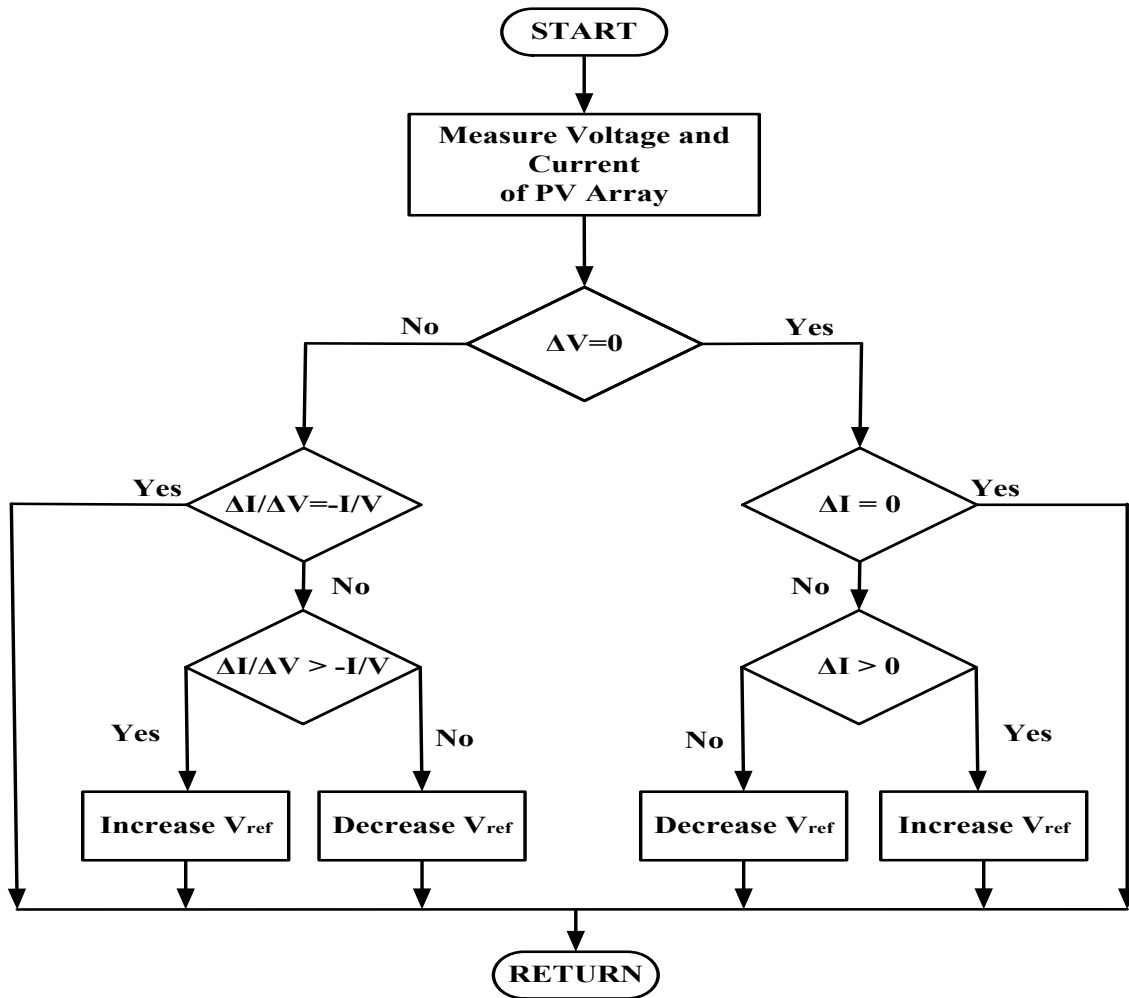 START
Measure Voltage and
Current
of PV Array
No
Yes
ΔV=0
Yes
ΔI/ΔV=-I/V
ΔI = 0
Yes
No
No
ΔI/ΔV > -I/V
ΔI > 0
Yes
No
No
Yes
Increase Vref
Decrease Vref
Decrease Vref
Increase Vref
RETURN